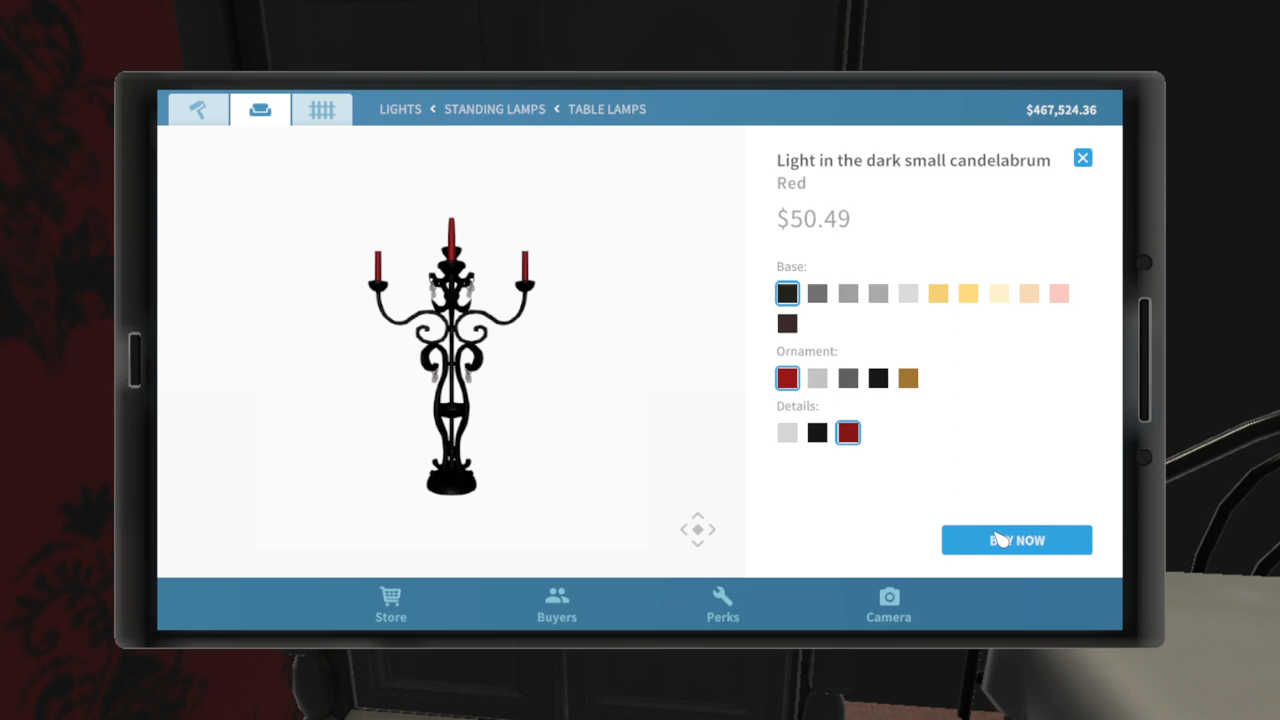 LIGHTS < STANDING LAMPS < TABLE LAMPS
$467,524.36
Light in the dark small candelabrum
Red
$50.49
Base:
Ornament:
Details:
BUY NOW
Store
Buyers
Perks
Camera